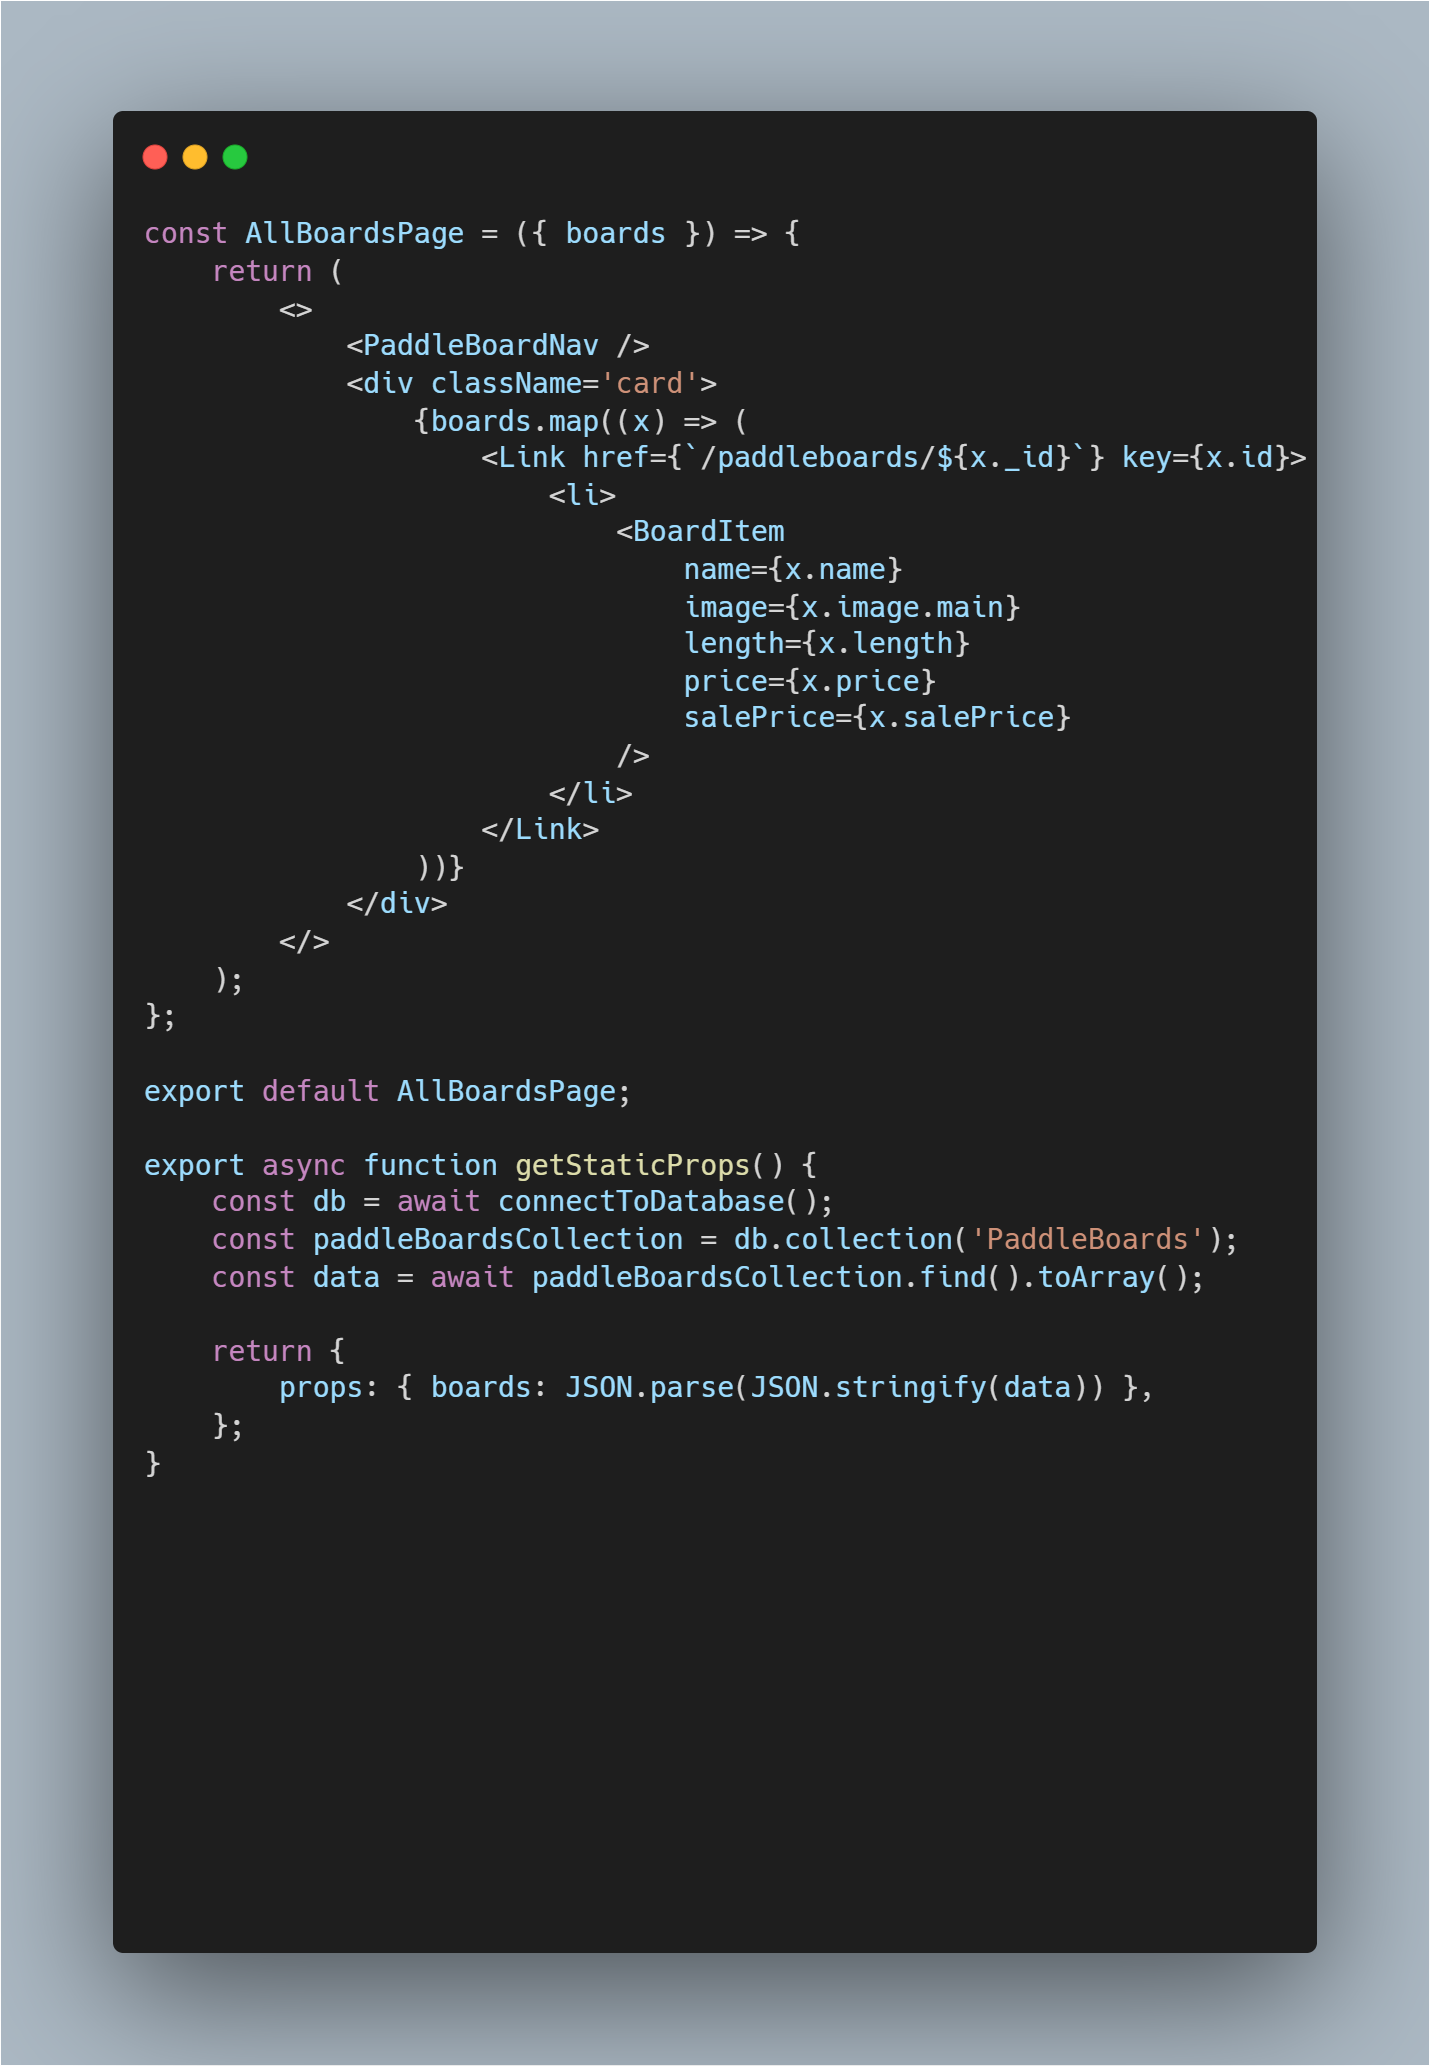 const AllBoardsPage = ({ boards }) => {
    return (
        <>
            <PaddleBoardNav />
            <div className='card'>
                {boards.map((x) => (
                    <Link href={`/paddleboards/${x._id}`} key={x.id}>
                        <li>
                            <BoardItem
                                name={x.name}
                                image={x.image.main}
                                length={x.length}
                                price={x.price}
                                salePrice={x.salePrice}
                            />
                        </li>
                    </Link>
                ))}
            </div>
        </>
    );
};

export default AllBoardsPage;

export async function getStaticProps() {
    const db = await connectToDatabase();
    const paddleBoardsCollection = db.collection('PaddleBoards');
    const data = await paddleBoardsCollection.find().toArray();

    return {
        props: { boards: JSON.parse(JSON.stringify(data)) },
    };
}